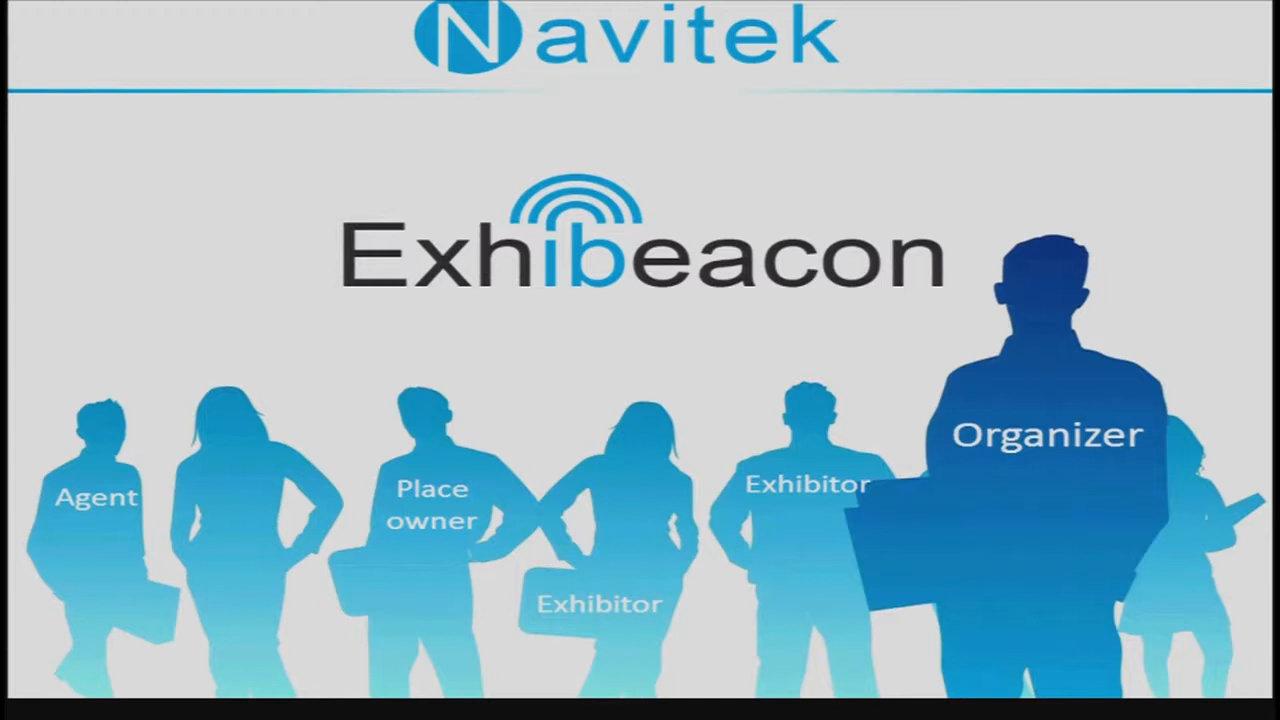 Navitek
Exhibeacon
Organizer
Agent
Place
owner
Exhibitor
Exhibitor